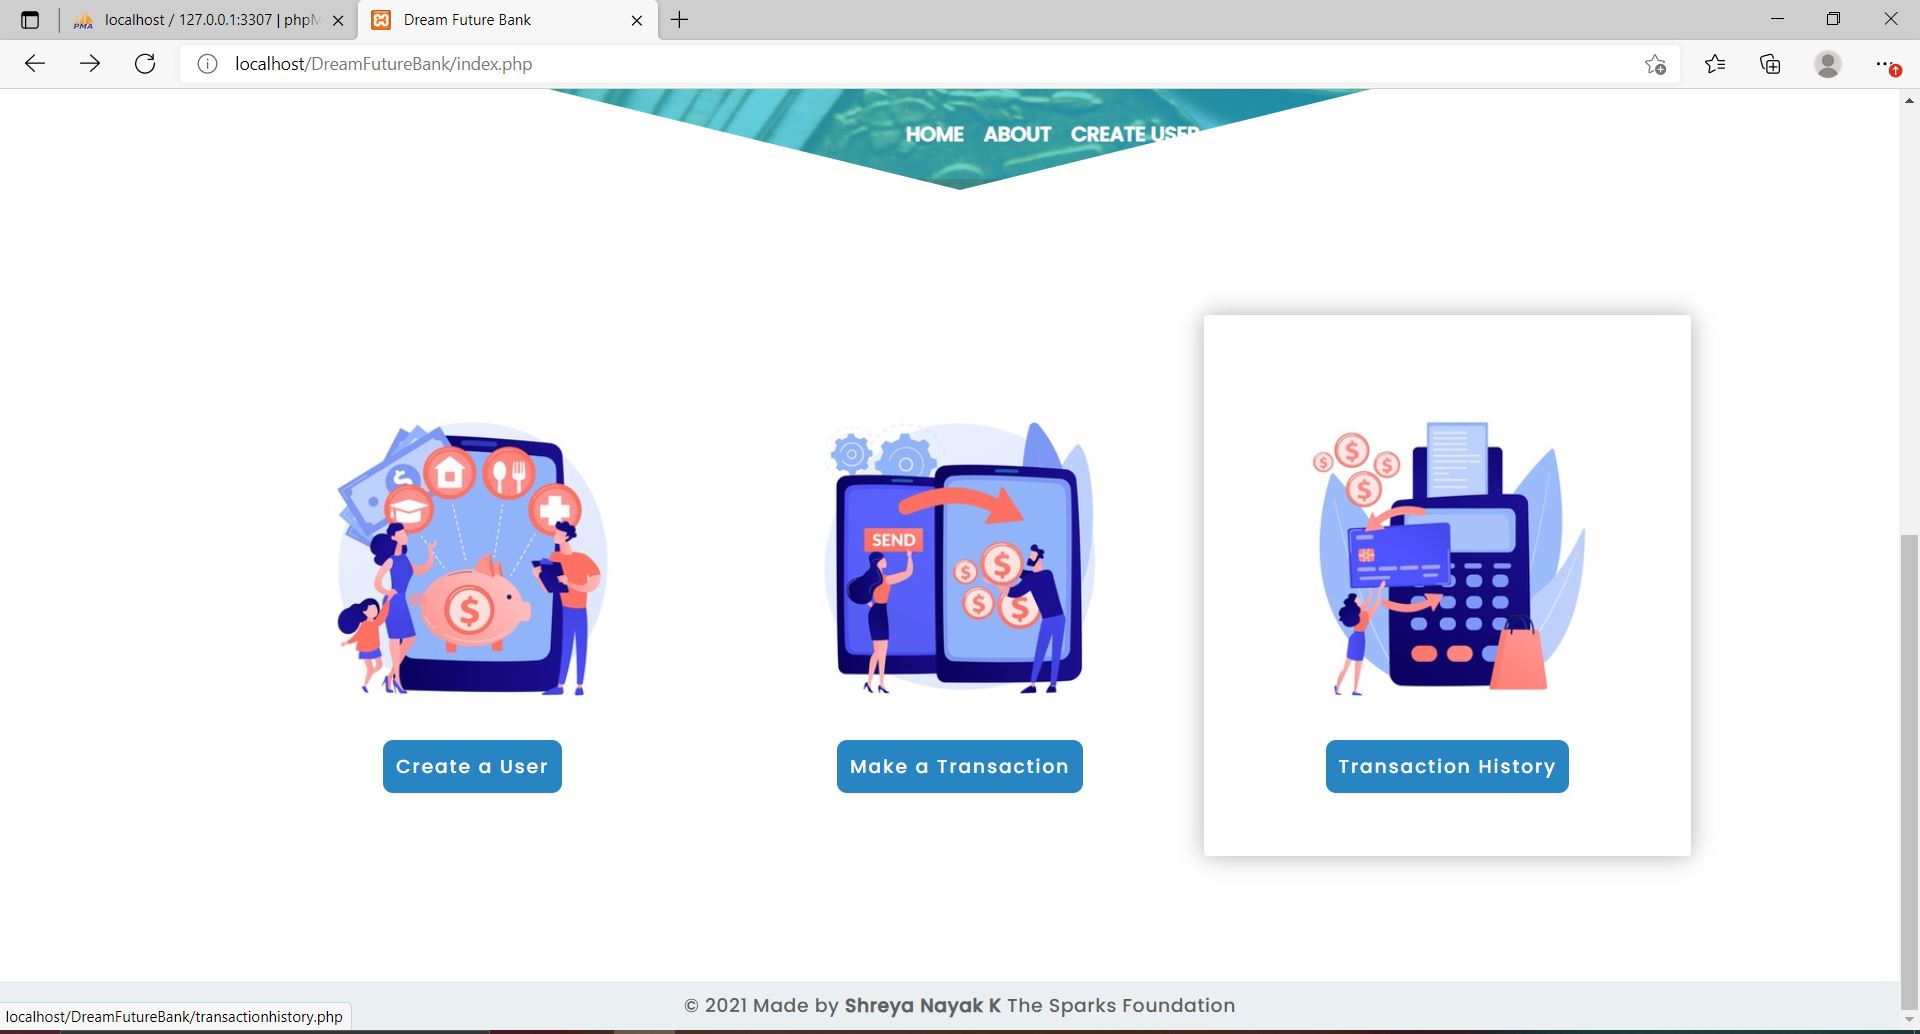 localhost / 127.0.0.1:3307 | phpM
Dream Future Bank
localhost/DreamFutureBank/index.php
HOME ABOUT CREATE USER
SEND
Create a User
Make a Transaction
Transaction History
© 2021 Made by Shreya Nayak K The Sparks Foundation
localhost/DreamFutureBank/transactionhistory.php